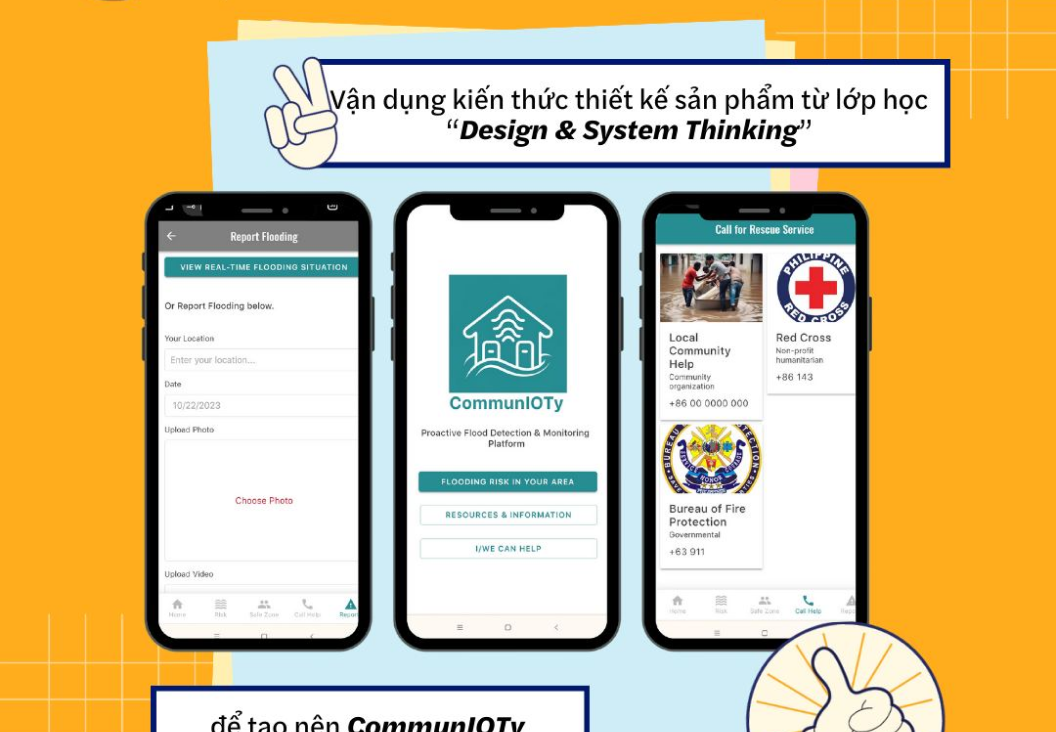 Vận dụng kiến thức thiết kế sản phẩm từ lớp học
“Design & System Thinking”
Report Flooding
VIEW REAL-TIME FLOODING SITUATION
Or Report Flooding below.
Your Location
Enter your location...
Date
10/22/2023
Upload Photo
Choose Photo
Upload Video
Home
Risk
Safe Zone
Call Help
Repor
CommunIOTy
Proactive Flood Detection & Monitoring
Platform
FLOODING RISK IN YOUR AREA
RESOURCES & INFORMATION
I/WE CAN HELP
Call for Rescue Service
Local
Community
Help
Community
organization
+86 00 0000 000
PHILIPPINE
RED CROSS
Red Cross
Non-profit
humanitarian
+86 143
Bureau of Fire
Protection
Governmental
+63 911
Home
Risk
Safe Zone
Call Help
để tạo nên CommunIOTy